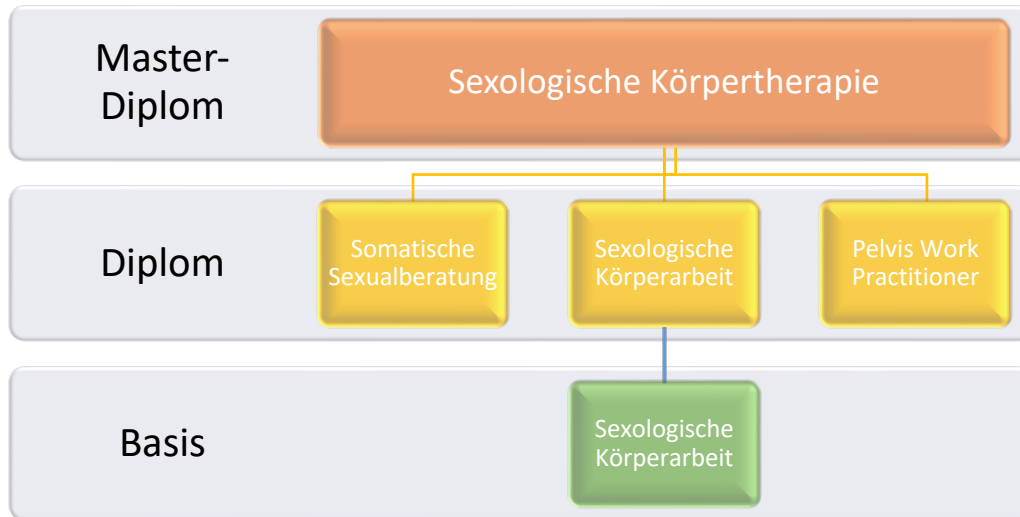 Master-
Diplom
Sexologische Körpertherapie
Diplom
Somatische
Sexualberatung
Sexologische
Körperarbeit
Pelvis Work
Practitioner
Basis
Sexologische
Körperarbeit